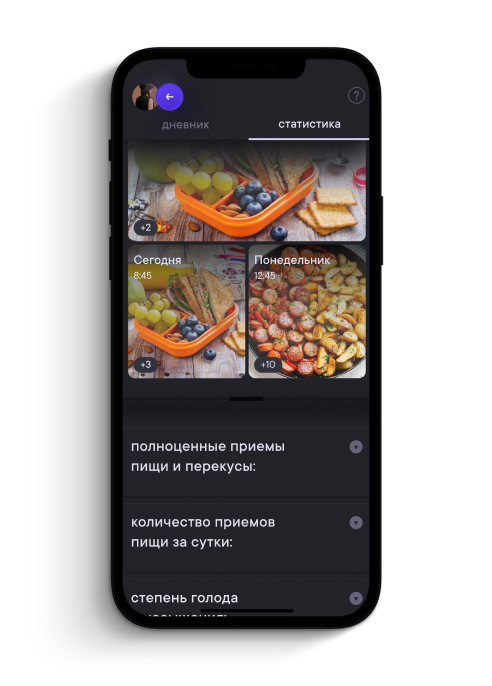 ?
дневник
статистика
+2
Сегодня
8:45
Понедельник
12:45
+3
+10
полноценные приемы
пищи и перекусы:
количество приемов
пищи за сутки:
степень голода